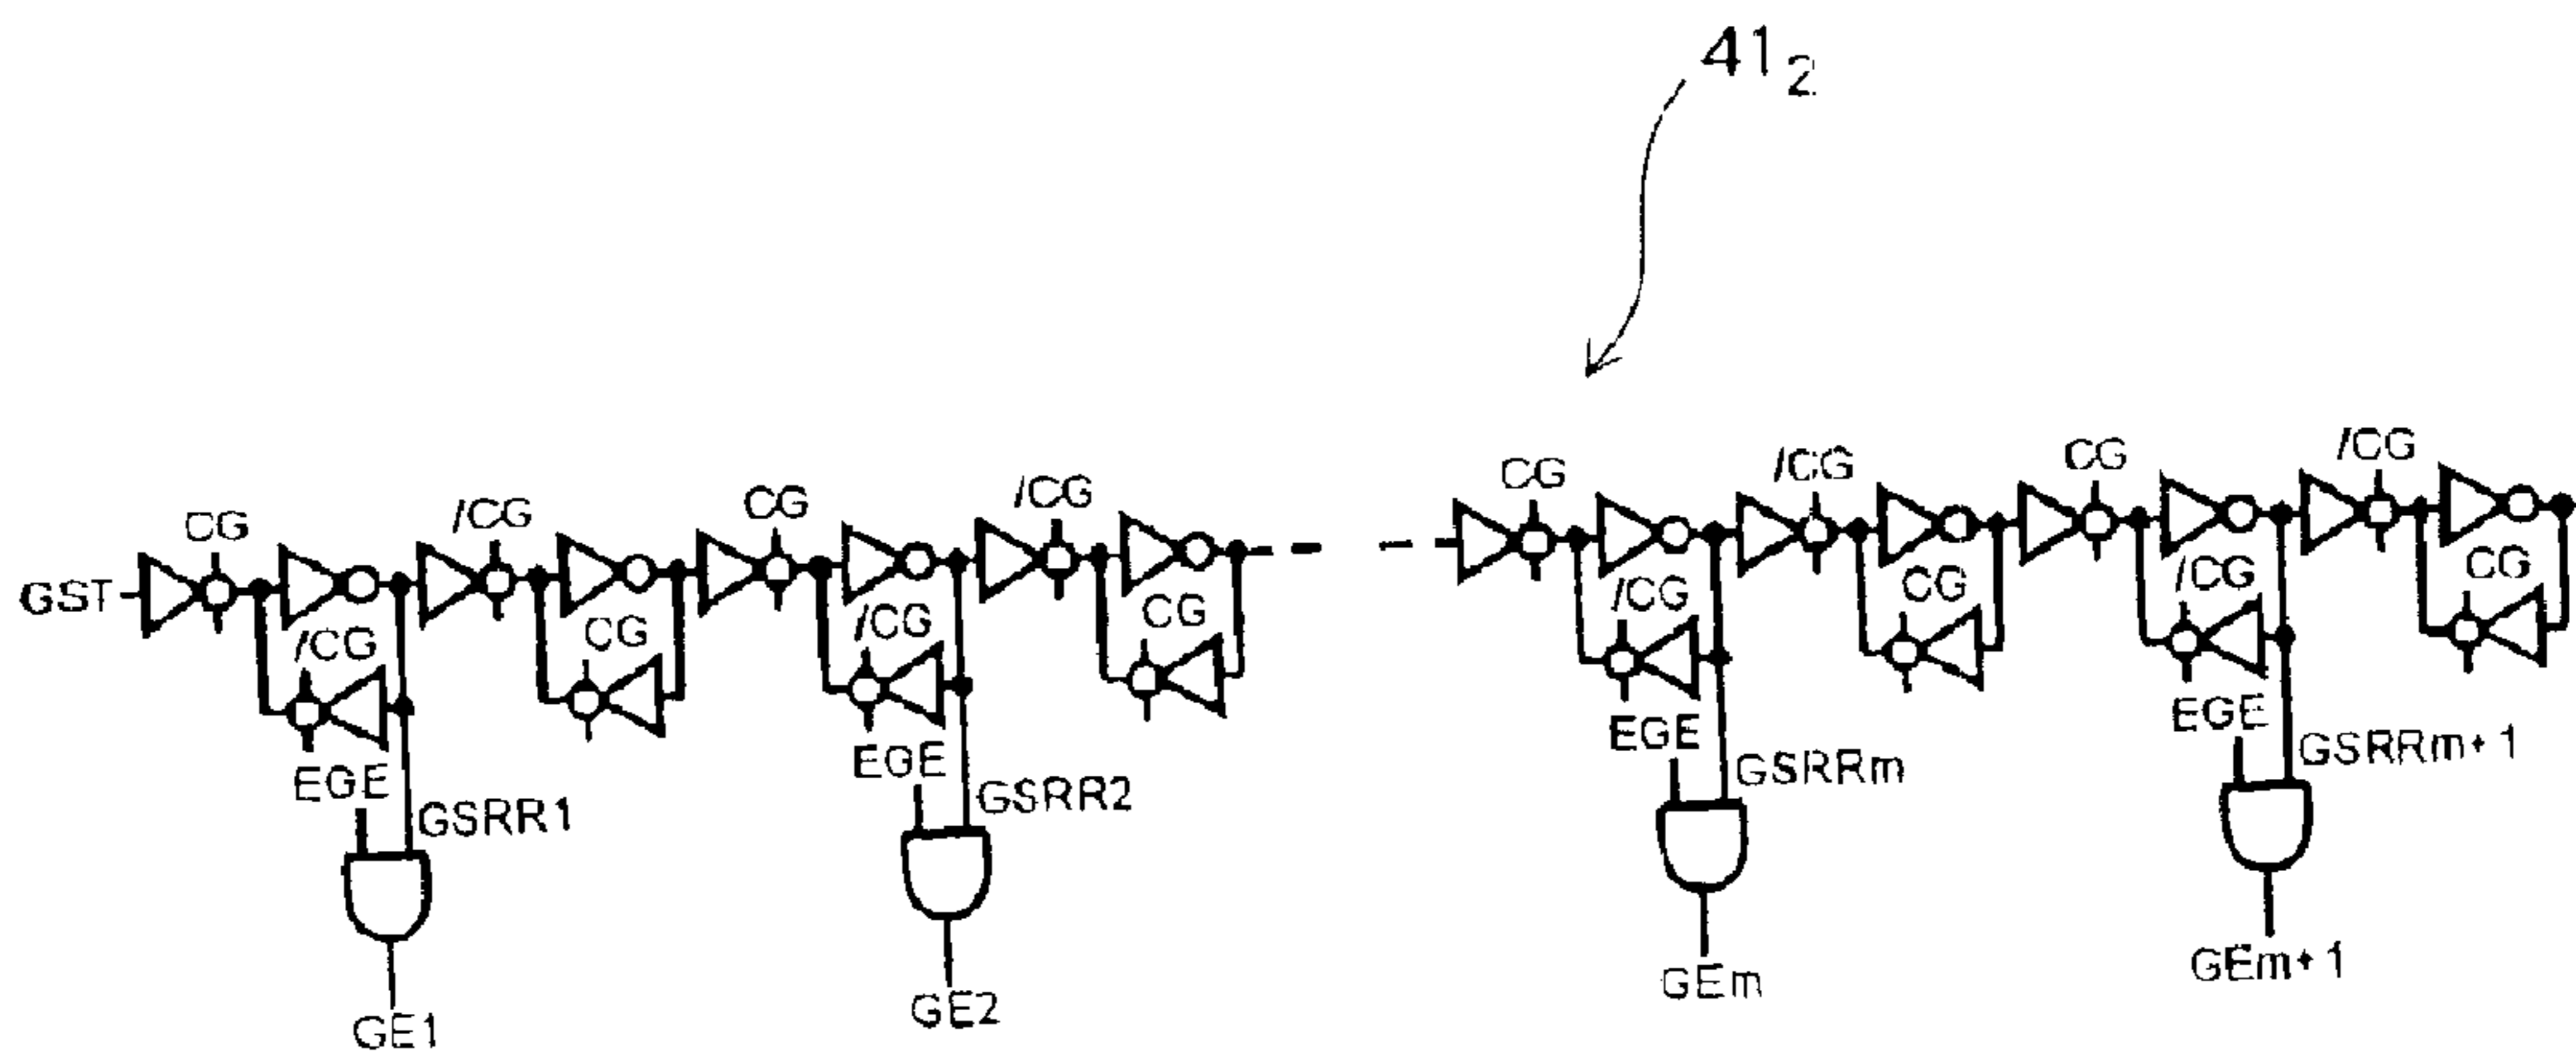 41₂
GST CG /CG CG /CG CG /CG CG /CG
/CG CG /CG CG /CG CG /CG CG
EGE EGE EGE EGE
GSRR1 GSRR2 GSRRm GSRRm+1
GE1 GE2 GEm GEm+1